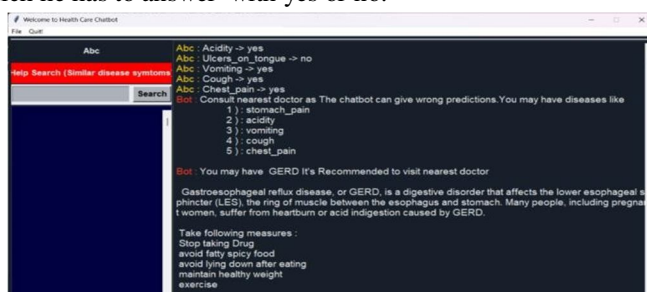 he has to answer with yes or no.
Welcome to Health Care Chatbot
File Quit
Abc
Help Search (Similar disease symtoms
Search
Abc : Acidity -> yes
Abc : Ulcers_on_tongue -> no
Abc : Vomiting -> yes
Abc : Cough -> yes
Abc : Chest_pain -> yes
Bot : Consult nearest doctor as The chatbot can give wrong predictions.You may have diseases like
1 ) : stomach_pain
2 ) : acidity
3 ) : vomiting
4 ) : cough
5 ) : chest_pain
Bot : You may have GERD It's Recommended to visit nearest doctor
Gastroesophageal reflux disease, or GERD, is a digestive disorder that affects the lower esophageal s
phincter (LES), the ring of muscle between the esophagus and stomach. Many people, including pregna
t women, suffer from heartburn or acid indigestion caused by GERD.
Take following measures :
Stop taking Drug
avoid fatty spicy food
avoid lying down after eating
maintain healthy weight
exercise